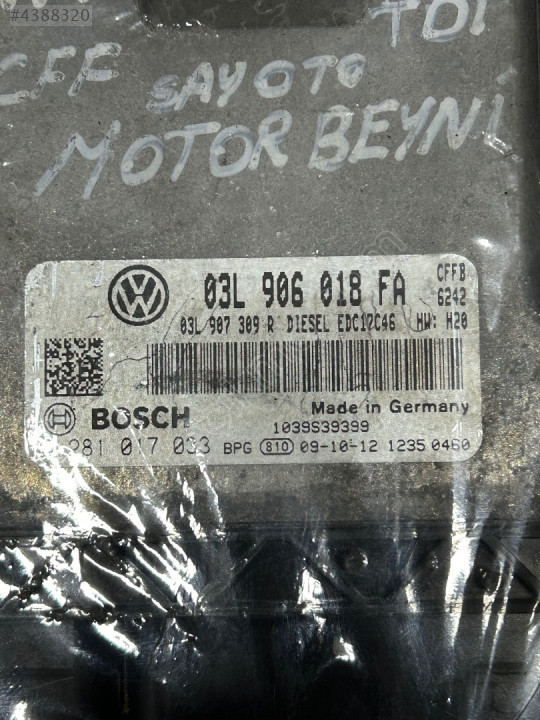 #4388320
TDI
CFF SAYOTO
MOTOR BEYNİ
03L 906 018 FA
CFFB
6242
03L 907 309 R DIESEL EDC17C46 HW: H20
BOSCH
Made in Germany
1039S39399
281 017 033 BPG 810 09-10-12 1235 0460